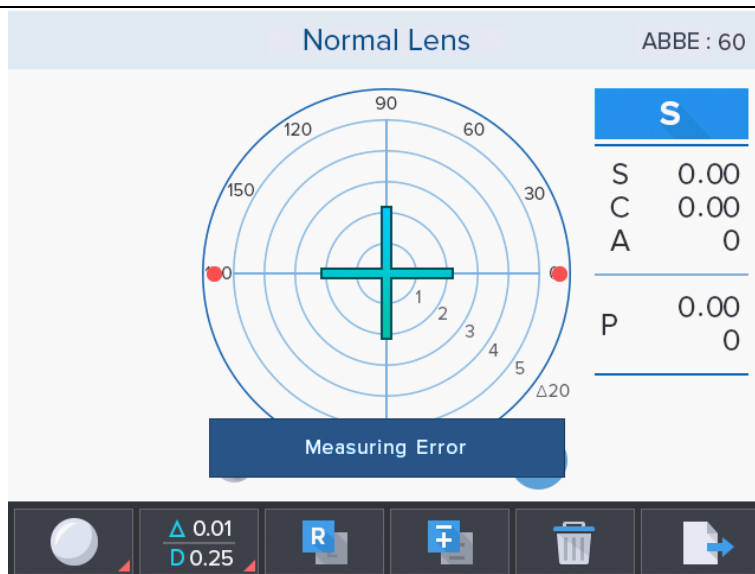 Normal Lens
ABBE : 60
90
120
60
150
30
1
2
3
4
5
Δ20
S
S 0.00
C 0.00
A 0
P 0.00
0
Measuring Error
Δ 0.01
D 0.25
R